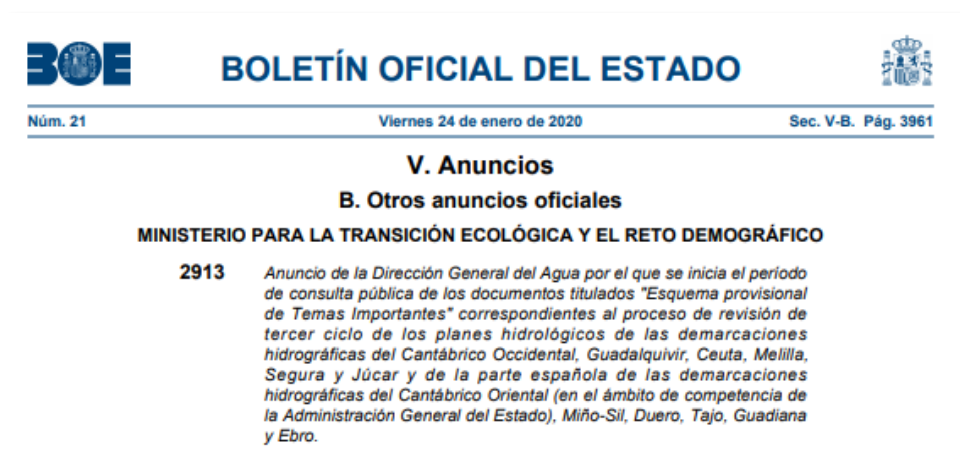 BOE
BOLETÍN OFICIAL DEL ESTADO
Núm. 21 Viernes 24 de enero de 2020 Sec. V-B. Pág. 3961
V. Anuncios
B. Otros anuncios oficiales
MINISTERIO PARA LA TRANSICIÓN ECOLÓGICA Y EL RETO DEMOGRÁFICO
2913 Anuncio de la Dirección General del Agua por el que se inicia el periodo
de consulta pública de los documentos titulados "Esquema provisional
de Temas Importantes" correspondientes al proceso de revisión de
tercer ciclo de los planes hidrológicos de las demarcaciones
hidrográficas del Cantábrico Occidental, Guadalquivir, Ceuta, Melilla,
Segura y Júcar y de la parte española de las demarcaciones
hidrográficas del Cantábrico Oriental (en el ámbito de competencia de
la Administración General del Estado), Miño-Sil, Duero, Tajo, Guadiana
y Ebro.